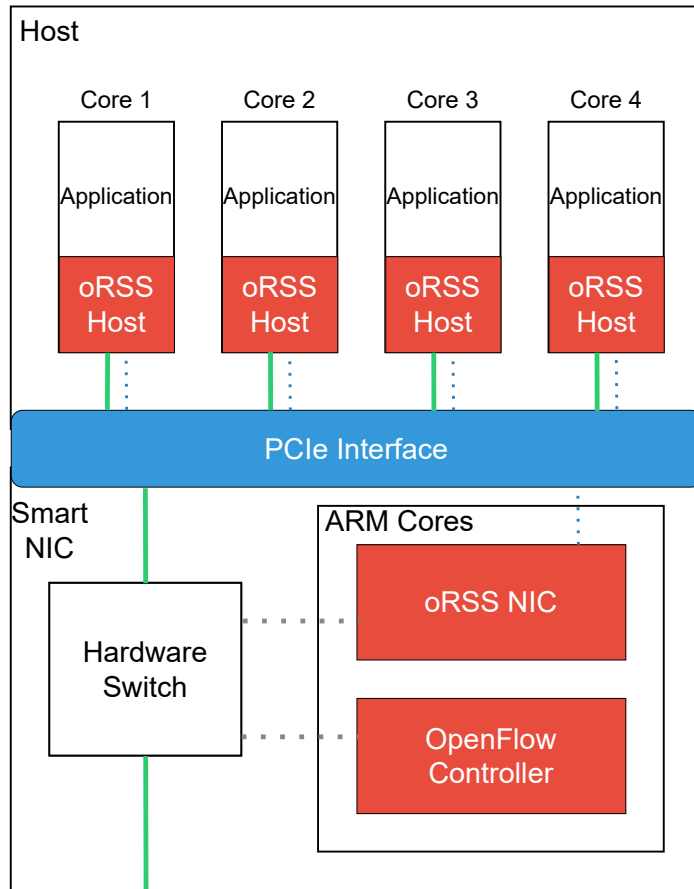 Host
Core 1
Core 2
Core 3
Core 4
Application
Application
Application
Application
oRSS
Host
oRSS
Host
oRSS
Host
oRSS
Host
PCIe Interface
Smart
NIC
ARM Cores
oRSS NIC
Hardware
Switch
OpenFlow
Controller